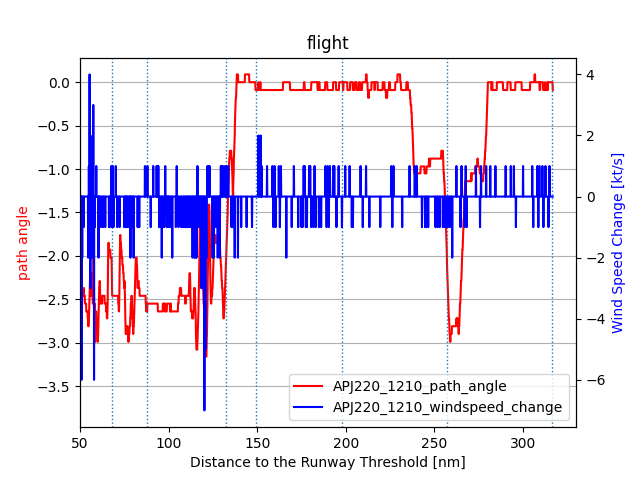 flight
0.0
−0.5
−1.0
−1.5
−2.0
−2.5
−3.0
−3.5
path angle
4
2
0
−2
−4
−6
Wind Speed Change [kt/s]
APJ220_1210_path_angle
APJ220_1210_windspeed_change
50 100 150 200 250 300
Distance to the Runway Threshold [nm]